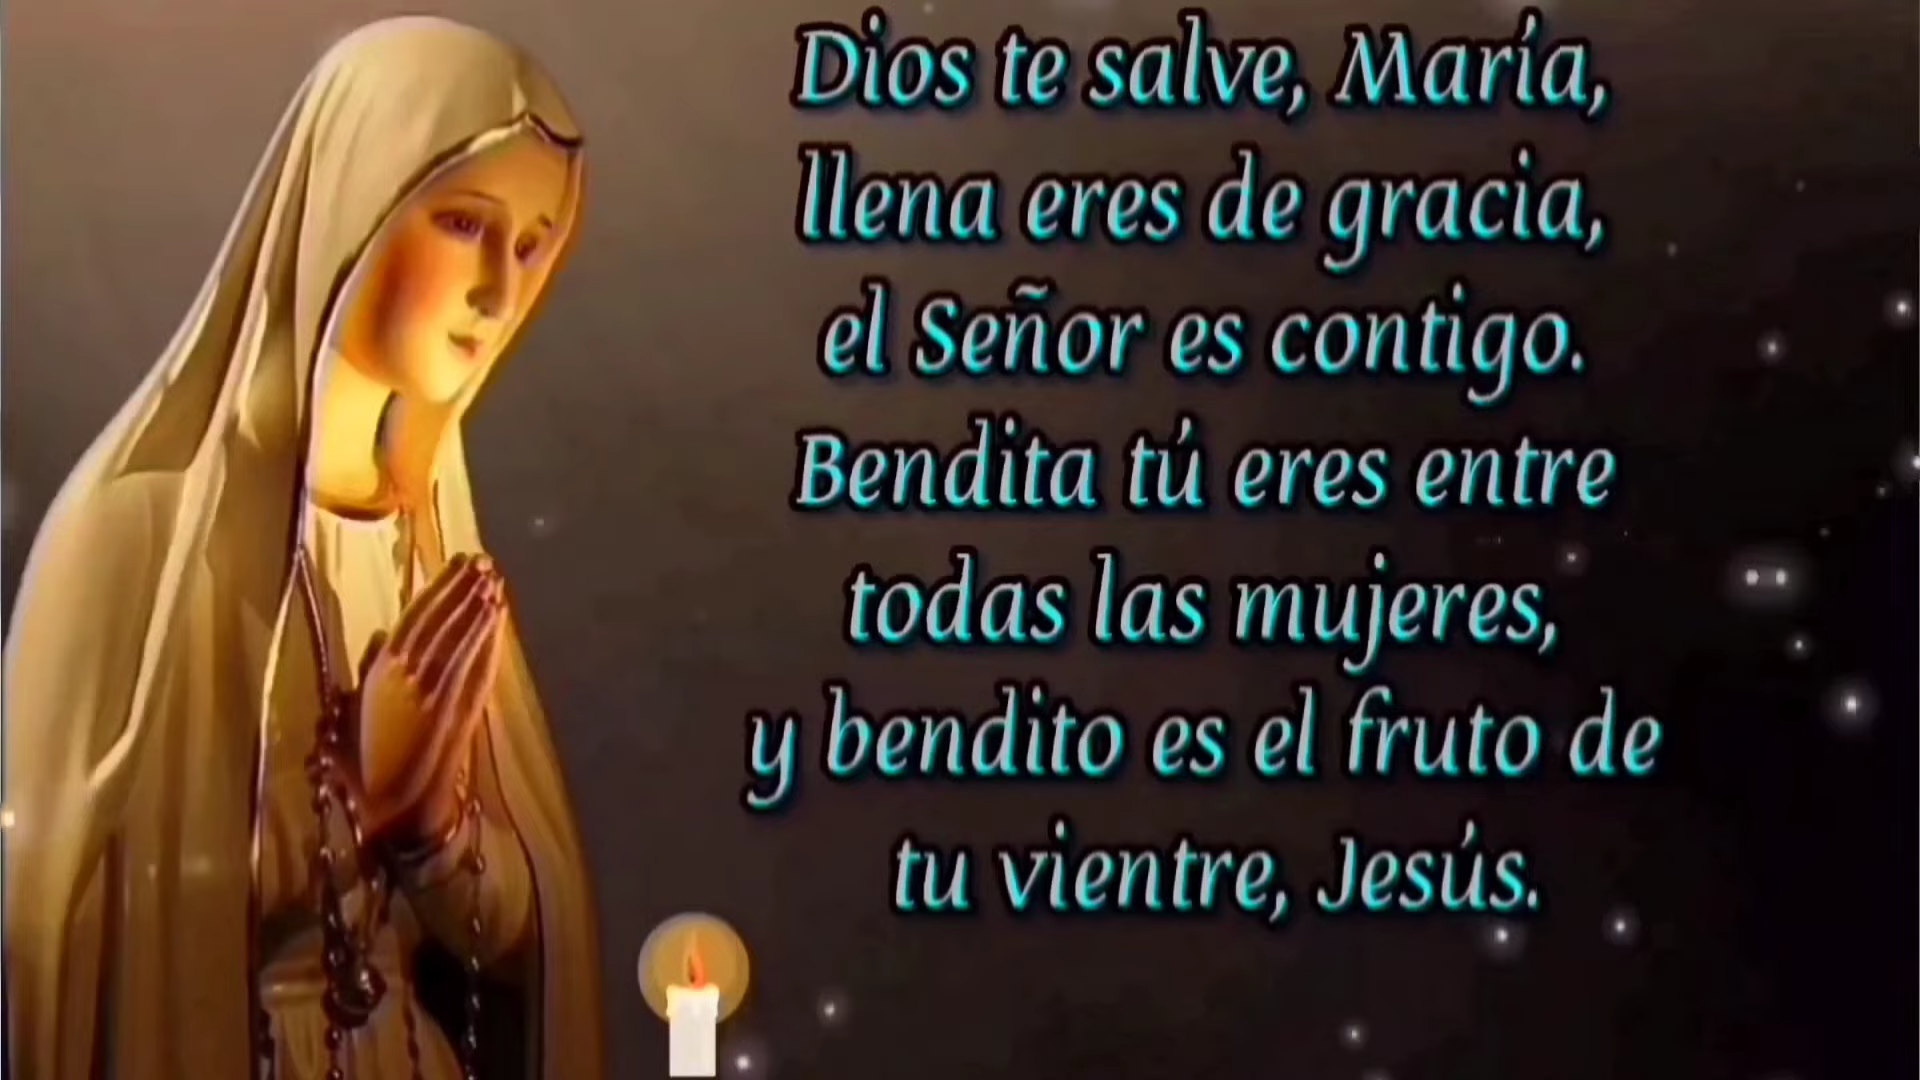 Dios te salve, María,
llena eres de gracia,
el Señor es contigo.
Bendita tú eres entre
todas las mujeres,
y bendito es el fruto de
tu vientre, Jesús.